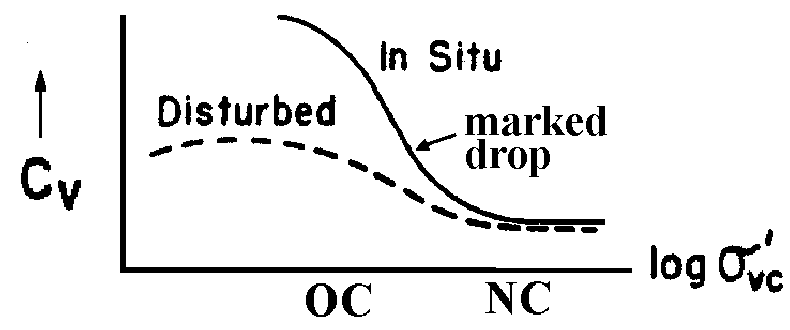 In Situ
Disturbed
marked
drop
Cv
log σ'vc
OC
NC